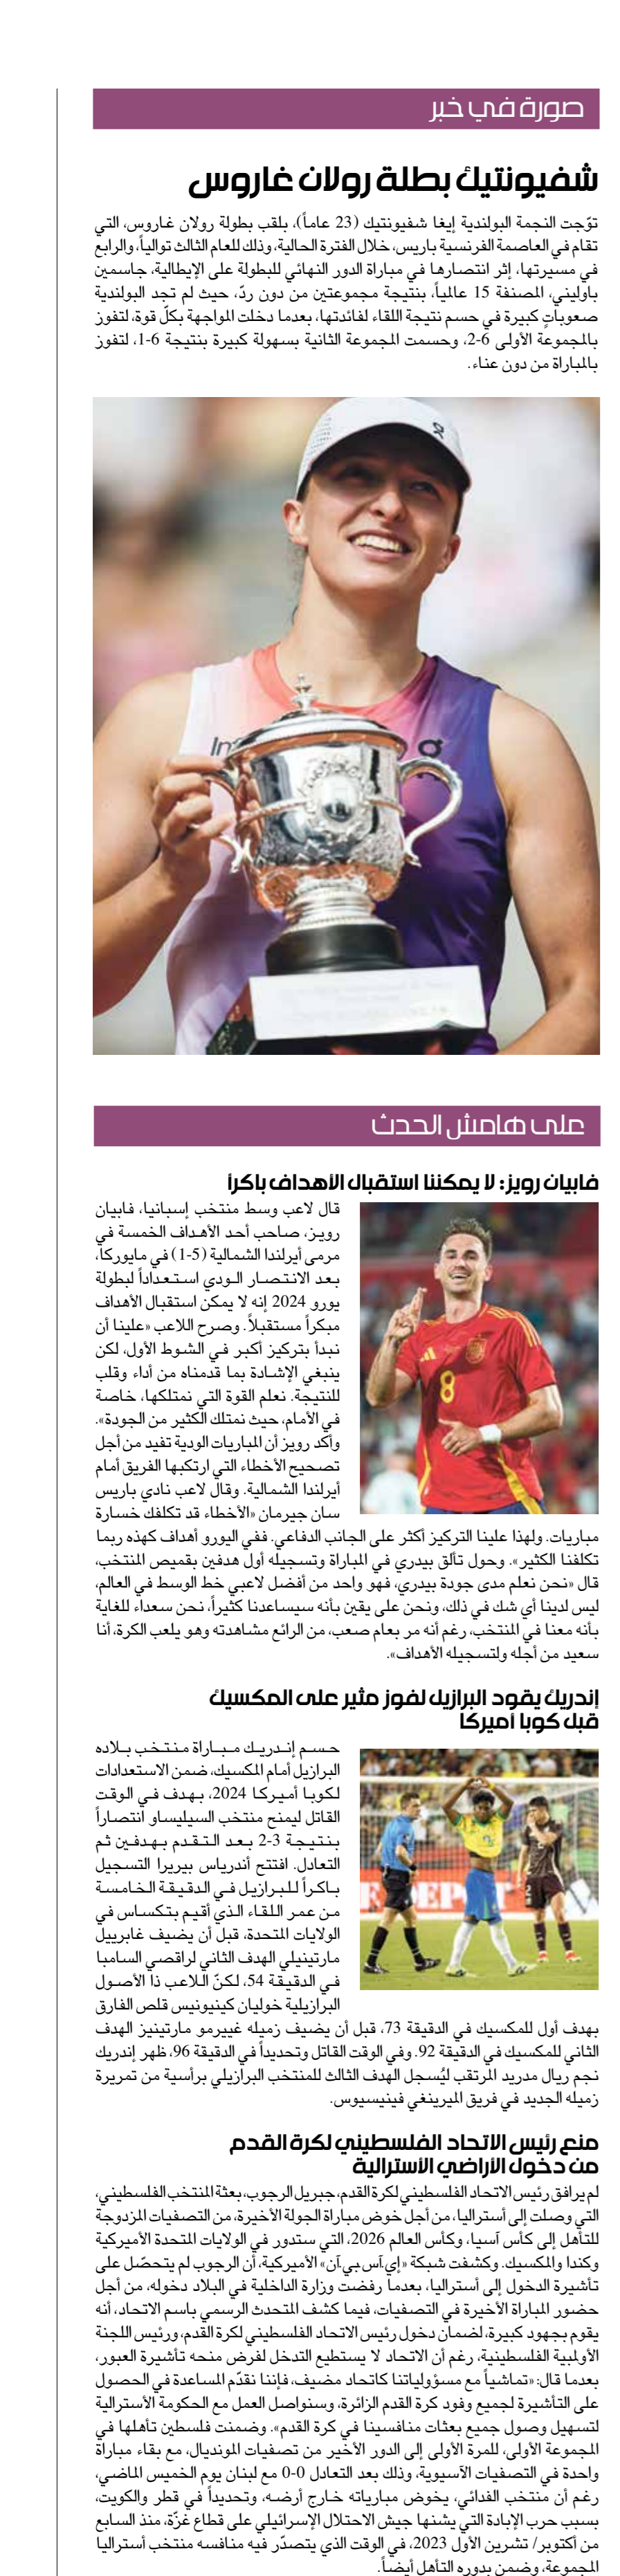 صورة في خبر
شفيونتيك بطلة رولان غاروس
توّجت النجمة البولندية إيغا شفيونتيك (23 عاماً)، بلقب بطولة رولان غاروس، التي
تقام في العاصمة الفرنسية باريس، خلال الفترة الحالية، وذلك للعام الثالث توالياً، والرابع
في مسيرتها، إثر انتصارها في مباراة الدور النهائي للبطولة على الإيطالية، جاسمين
باوليني، المصنفة 15 عالمياً، بنتيجة مجموعتين من دون ردّ، حيث لم تجد البولندية
صعوباتٍ كبيرة في حسم نتيجة اللقاء لفائدتها، بعدما دخلت المواجهة بكلّ قوة، لتفوز
بالمجموعة الأولى 6-2، وحسمت المجموعة الثانية بسهولة كبيرة بنتيجة 6-1، لتفوز
بالمباراة من دون عناء.
على هامش الحدث
فابيان رويز: لا يمكننا استقبال الأهداف باكراً
قال لاعب وسط منتخب إسبانيا، فابيان
رويز، صاحب أحد الأهداف الخمسة في
مرمى أيرلندا الشمالية (5-1) في مايوركا،
بعد الانتصار الودي استعداداً لبطولة
يورو 2024 إنه لا يمكن استقبال الأهداف
مبكراً مستقبلاً. وصرح اللاعب «علينا أن
نبدأ بتركيز أكبر في الشوط الأول، لكن
ينبغي الإشادة بما قدمناه من أداء وقلب
للنتيجة. نعلم القوة التي نمتلكها، خاصة
في الأمام، حيث نمتلك الكثير من الجودة».
وأكد رويز أن المباريات الودية تفيد من أجل
تصحيح الأخطاء التي ارتكبها الفريق أمام
أيرلندا الشمالية. وقال لاعب نادي باريس
سان جيرمان «الأخطاء قد تكلفك خسارة
مباريات. ولهذا علينا التركيز أكثر على الجانب الدفاعي. ففي اليورو أهداف كهذه ربما
تكلفنا الكثير». وحول تألق بيدري في المباراة وتسجيله أول هدفين بقميص المنتخب،
قال «نحن نعلم مدى جودة بيدري، فهو واحد من أفضل لاعبي خط الوسط في العالم،
ليس لدينا أي شك في ذلك، ونحن على يقين بأنه سيساعدنا كثيراً، نحن سعداء للغاية
بأنه معنا في المنتخب، رغم أنه مر بعام صعب، من الرائع مشاهدته وهو يلعب الكرة، أنا
سعيد من أجله ولتسجيله الأهداف».
إندريك يقود البرازيل لفوز مثير على المكسيك
قبل كوبا أميركا
حسم إندريك مباراة منتخب بلاده
البرازيل أمام المكسيك، ضمن الاستعدادات
لكوبا أميركا 2024، بهدف في الوقت
القاتل ليمنح منتخب السيليساو انتصاراً
بنتيجة 3-2 بعد التقدم بهدفين ثم
التعادل. افتتح أندرياس بيريرا التسجيل
باكراً للبرازيل في الدقيقة الخامسة
من عمر اللقاء الذي أقيم بتكساس في
الولايات المتحدة، قبل أن يضيف غابرييل
مارتينيلي الهدف الثاني لراقصي السامبا
في الدقيقة 54، لكنّ اللاعب ذا الأصول
البرازيلية خوليان كينيونيس قلص الفارق
بهدف أول للمكسيك في الدقيقة 73، قبل أن يضيف زميله غييرمو مارتينيز الهدف
الثاني للمكسيك في الدقيقة 92. وفي الوقت القاتل وتحديداً في الدقيقة 96، ظهر إندريك
نجم ريال مدريد المرتقب ليُسجل الهدف الثالث للمنتخب البرازيلي برأسية من تمريرة
زميله الجديد في فريق الميرينغي فينيسيوس.
منع رئيس الاتحاد الفلسطيني لكرة القدم
من دخول الأراضي الأسترالية
لم يرافق رئيس الاتحاد الفلسطيني لكرة القدم، جبريل الرجوب، بعثة المنتخب الفلسطيني،
التي وصلت إلى أستراليا، من أجل خوض مباراة الجولة الأخيرة، من التصفيات المزدوجة
للتأهل إلى كأس آسيا، وكأس العالم 2026، التي ستدور في الولايات المتحدة الأميركية
وكندا والمكسيك. وكشفت شبكة «إي.أس.بي.أن» الأميركية، أن الرجوب لم يتحصّل على
تأشيرة الدخول إلى أستراليا، بعدما رفضت وزارة الداخلية في البلاد دخوله، من أجل
حضور المباراة الأخيرة في التصفيات، فيما كشف المتحدث الرسمي باسم الاتحاد، أنه
يقوم بجهود كبيرة، لضمان دخول رئيس الاتحاد الفلسطيني لكرة القدم، ورئيس اللجنة
الأولمبية الفلسطينية، رغم أن الاتحاد لا يستطيع التدخل لفرض منحه تأشيرة العبور،
بعدما قال: «تماشياً مع مسؤولياتنا كاتحاد مضيف، فإننا نقدّم المساعدة في الحصول
على التأشيرة لجميع وفود كرة القدم الزائرة، وسنواصل العمل مع الحكومة الأسترالية
لتسهيل وصول جميع بعثات منافسينا في كرة القدم». وضمنت فلسطين تأهلها في
المجموعة الأولى، للمرة الأولى إلى الدور الأخير من تصفيات المونديال، مع بقاء مباراة
واحدة في التصفيات الآسيوية، وذلك بعد التعادل 0-0 مع لبنان يوم الخميس الماضي،
رغم أن منتخب الفدائي، يخوض مبارياته خارج أرضه، وتحديداً في قطر والكويت،
بسبب حرب الإبادة التي يشنها جيش الاحتلال الإسرائيلي على قطاع غزّة، منذ السابع
من أكتوبر/ تشرين الأول 2023، في الوقت الذي يتصدّر فيه منافسه منتخب أستراليا
المجموعة، وضمن بدوره التأهل أيضاً.